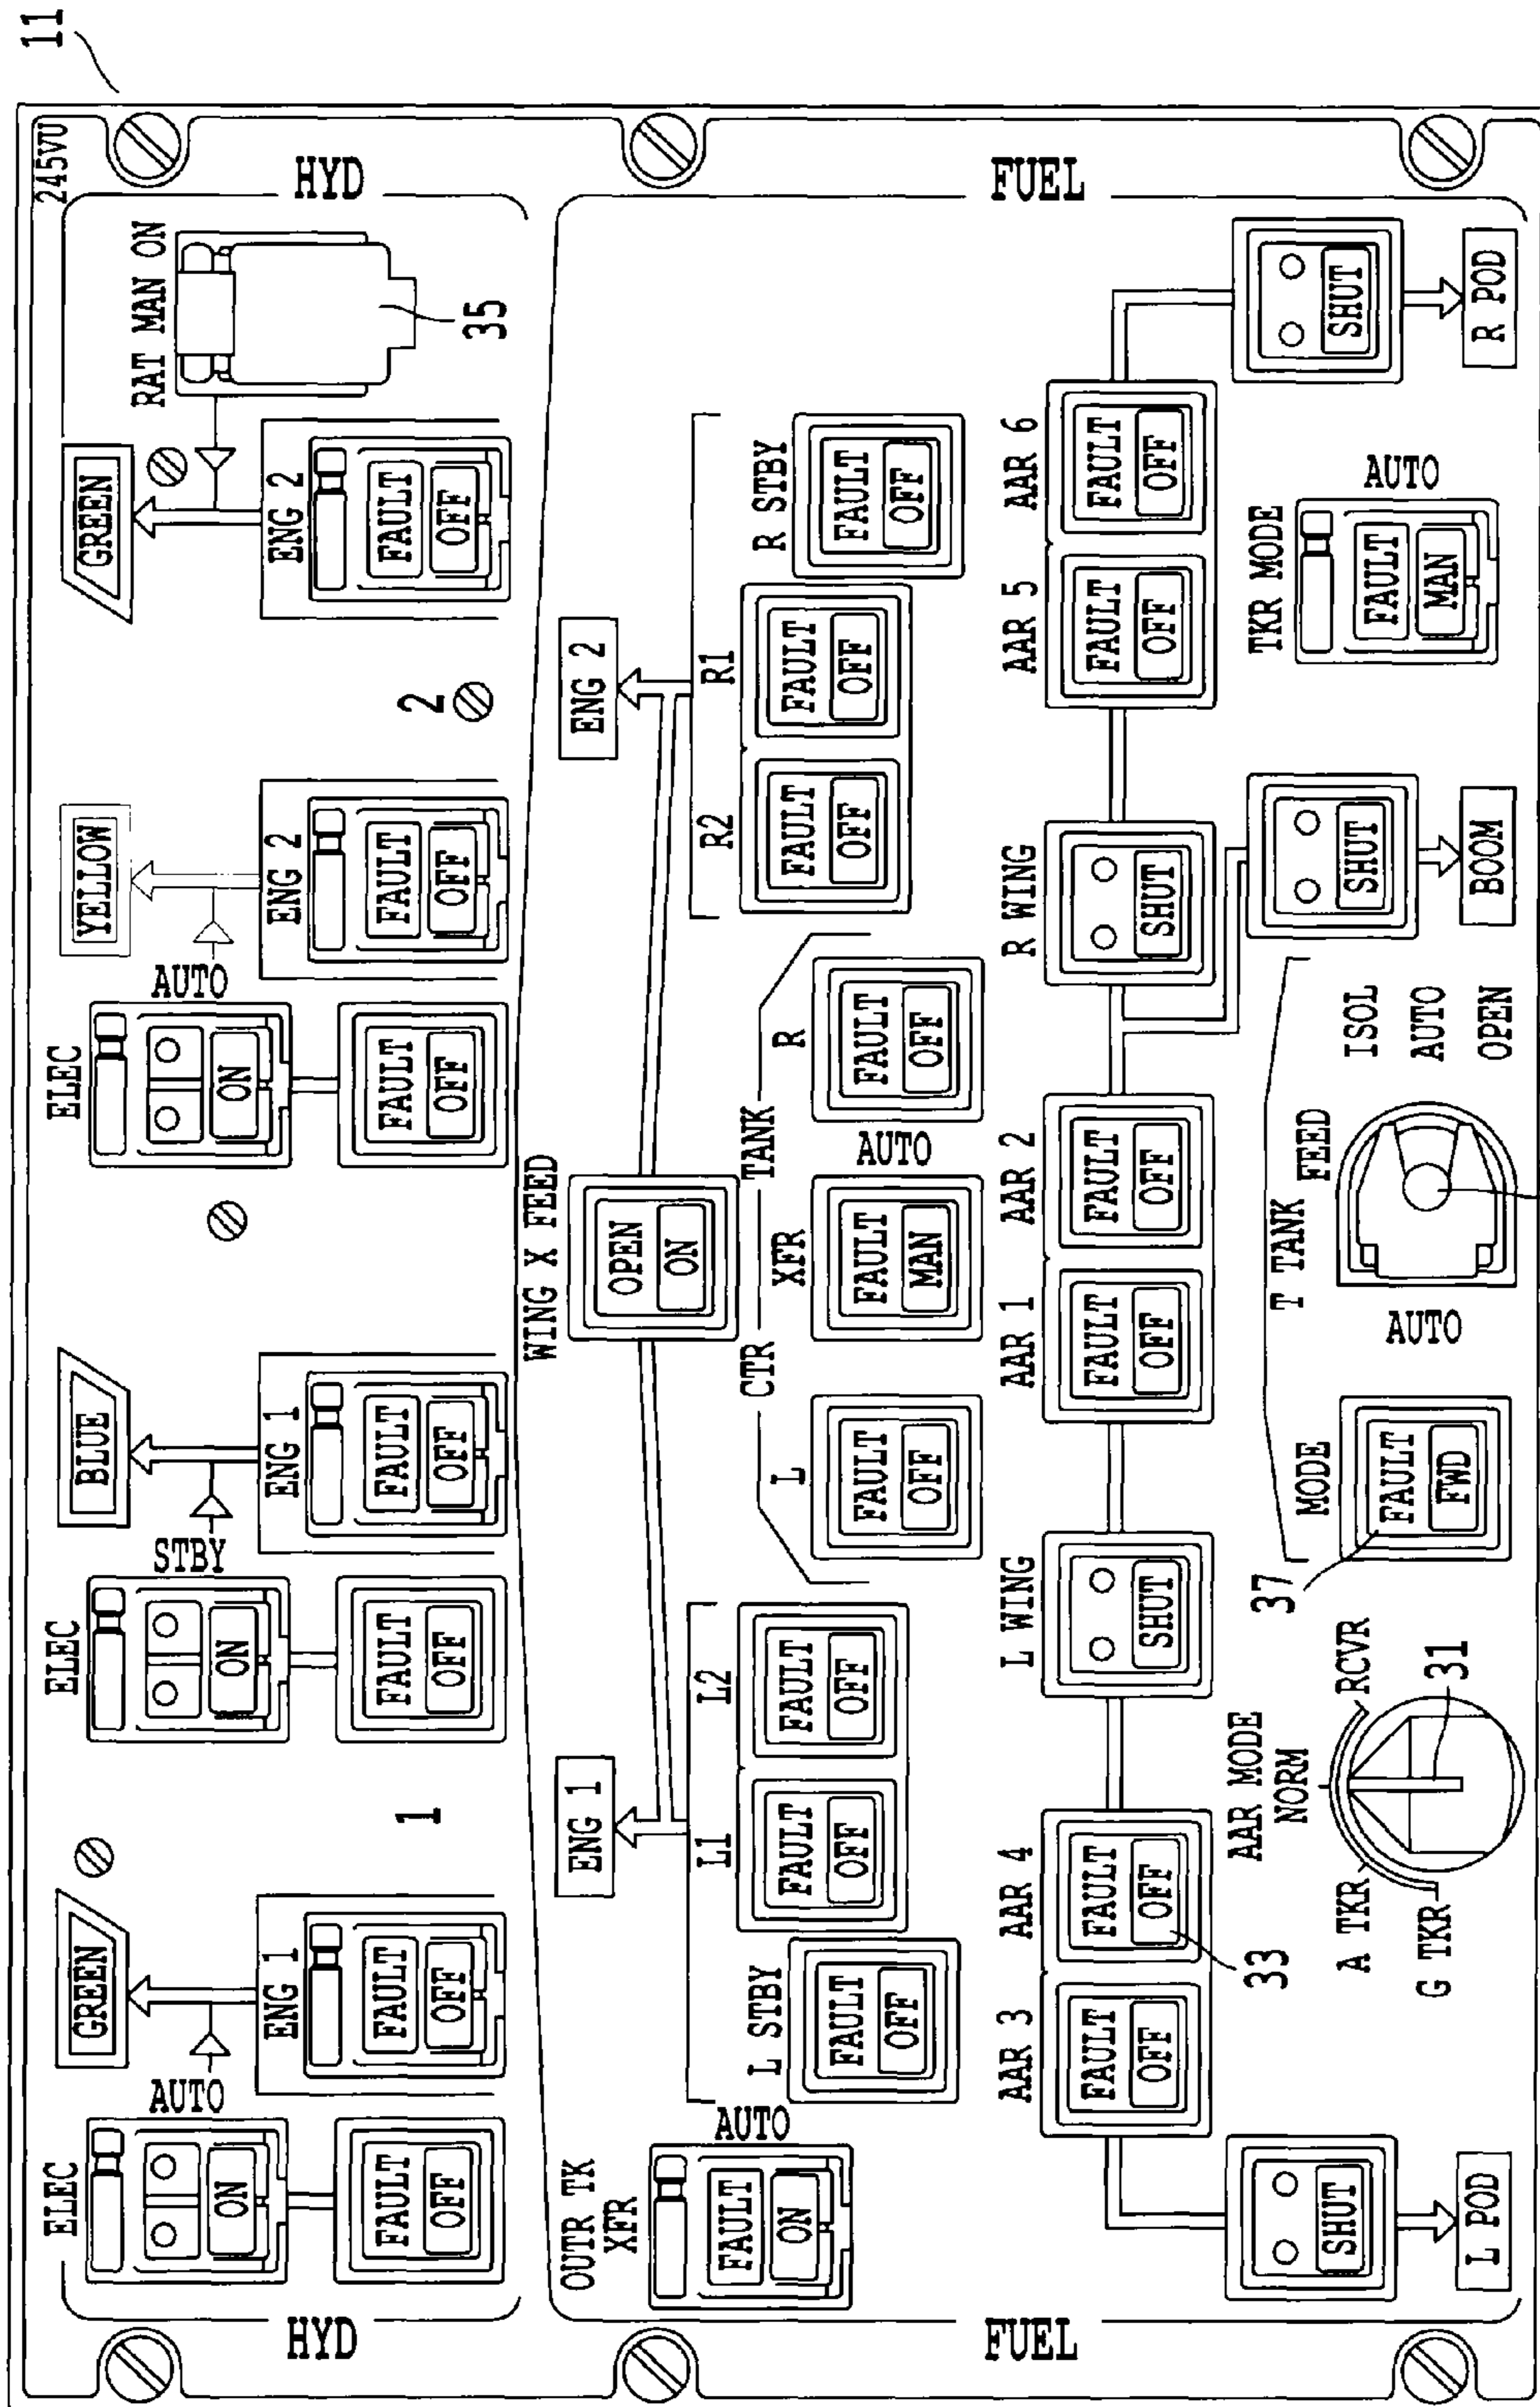 11
245VU
HYD
HYD
ELEC
GREEN
ELEC
BLUE
ELEC
YELLOW
GREEN
RAT MAN ON
AUTO
STBY
AUTO
ON
ON
ON
ENG 1
ENG 1
ENG 2
ENG 2
35
FAULT
OFF
FAULT
OFF
FAULT
OFF
FAULT
OFF
FAULT
OFF
FAULT
OFF
FAULT
OFF
1
2
FUEL
FUEL
OUTR TK
XFR
AUTO
FAULT
ON
ENG 1
WING X FEED
OPEN
ON
ENG 2
L STBY
L1
L2
R2
R1
R STBY
FAULT
OFF
FAULT
OFF
FAULT
OFF
FAULT
OFF
FAULT
OFF
FAULT
OFF
CTR TANK
L
XFR
AUTO
R
FAULT
OFF
FAULT
MAN
FAULT
OFF
AAR 3
AAR 4
L WING
AAR 1
AAR 2
R WING
AAR 5
AAR 6
FAULT
OFF
FAULT
OFF
SHUT
FAULT
OFF
FAULT
OFF
SHUT
FAULT
OFF
FAULT
OFF
33
SHUT
L POD
AAR MODE
A TKR
NORM
RCVR
G TKR
31
37
T TANK
MODE
FEED
FAULT
FWD
AUTO
ISOL
AUTO
OPEN
SHUT
BOOM
TKR MODE
AUTO
FAULT
MAN
SHUT
R POD